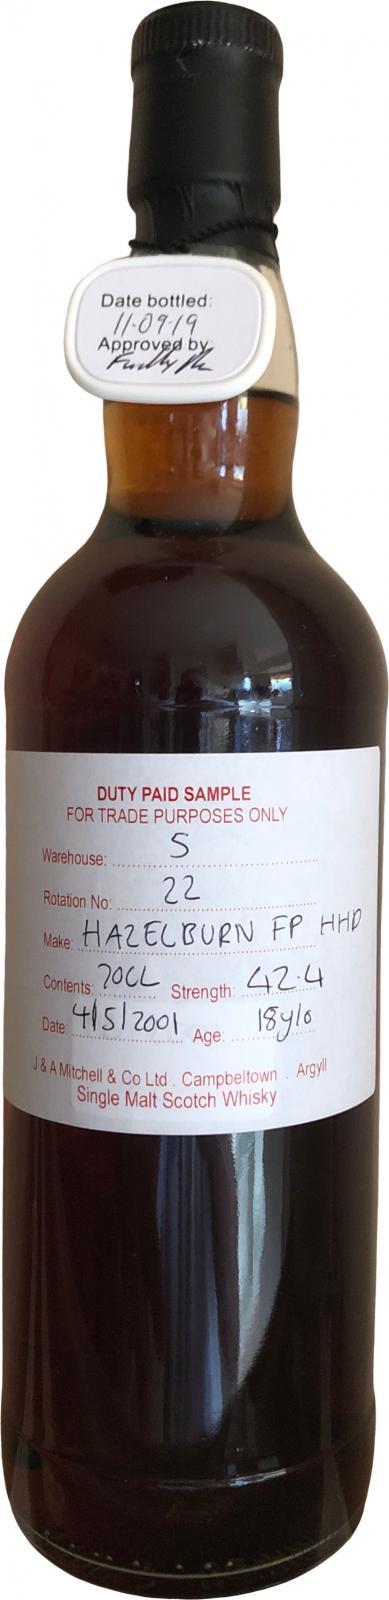 Date bottled:
11-09-19
Approved by:
DUTY PAID SAMPLE
FOR TRADE PURPOSES ONLY
Warehouse: 5
Rotation No: 22
Make: HAZELBURN FP HHD
Contents: 70CL Strength: 42.4
Date: 4/5/2001 Age: 18y/o
J & A Mitchell & Co Ltd . Campbeltown . Argyll
Single Malt Scotch Whisky